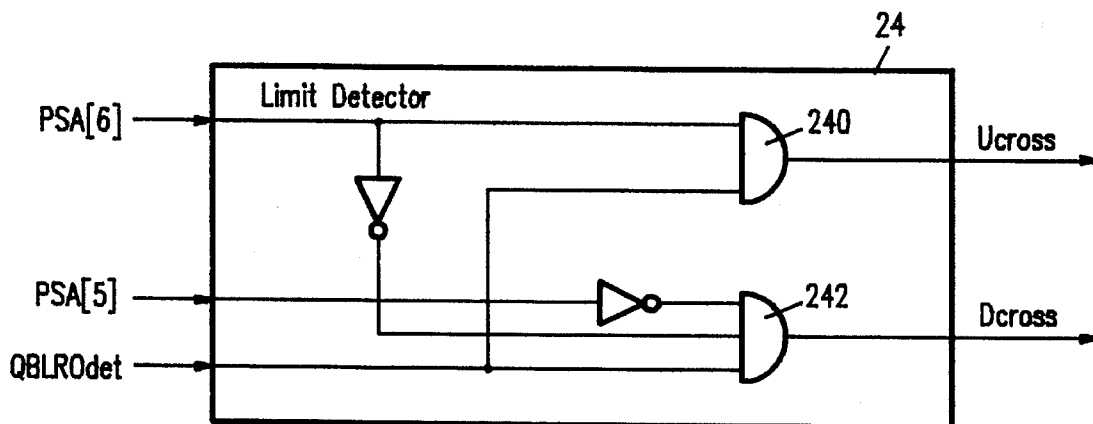 24
Limit Detector
PSA[6]
240
Ucross
PSA[5]
242
Dcross
QBLROdet